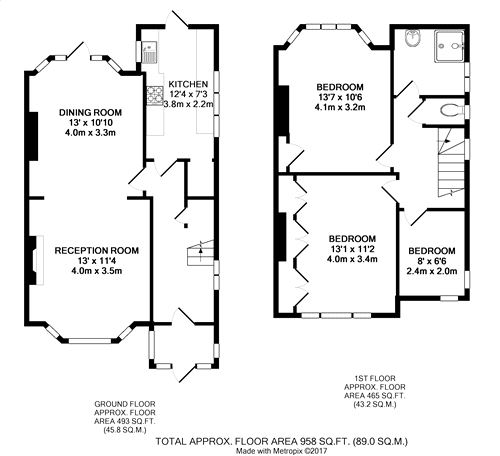 KITCHEN
12'4 x 7'3
3.8m x 2.2m
DINING ROOM
13' x 10'10
4.0m x 3.3m
RECEPTION ROOM
13' x 11'4
4.0m x 3.5m
BEDROOM
13'7 x 10'6
4.1m x 3.2m
BEDROOM
13'1 x 11'2
4.0m x 3.4m
BEDROOM
8' x 6'6
2.4m x 2.0m
GROUND FLOOR
APPROX. FLOOR
AREA 493 SQ.FT.
(45.8 SQ.M.)
1ST FLOOR
APPROX. FLOOR
AREA 465 SQ.FT.
(43.2 SQ.M.)
TOTAL APPROX. FLOOR AREA 958 SQ.FT. (89.0 SQ.M.)
Made with Metropix ©2017